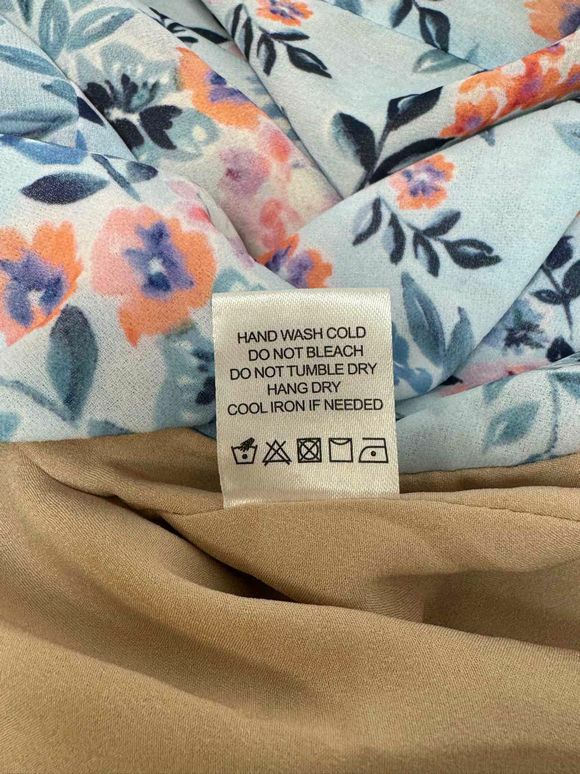 HAND WASH COLD
DO NOT BLEACH
DO NOT TUMBLE DRY
HANG DRY
COOL IRON IF NEEDED